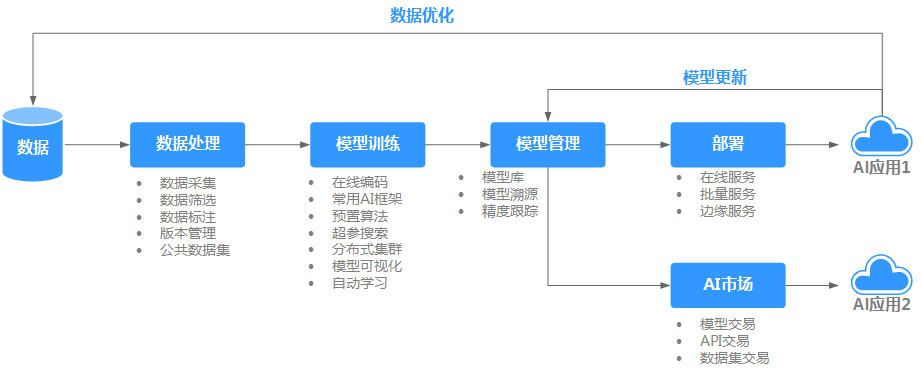 数据优化
模型更新
数据
数据处理
• 数据采集
• 数据筛选
• 数据标注
• 版本管理
• 公共数据集
模型训练
• 在线编码
• 常用AI框架
• 预置算法
• 超参搜索
• 分布式集群
• 模型可视化
• 自动学习
模型管理
• 模型库
• 模型溯源
• 精度跟踪
部署
• 在线服务
• 批量服务
• 边缘服务
AI应用1
AI市场
• 模型交易
• API交易
• 数据集交易
AI应用2